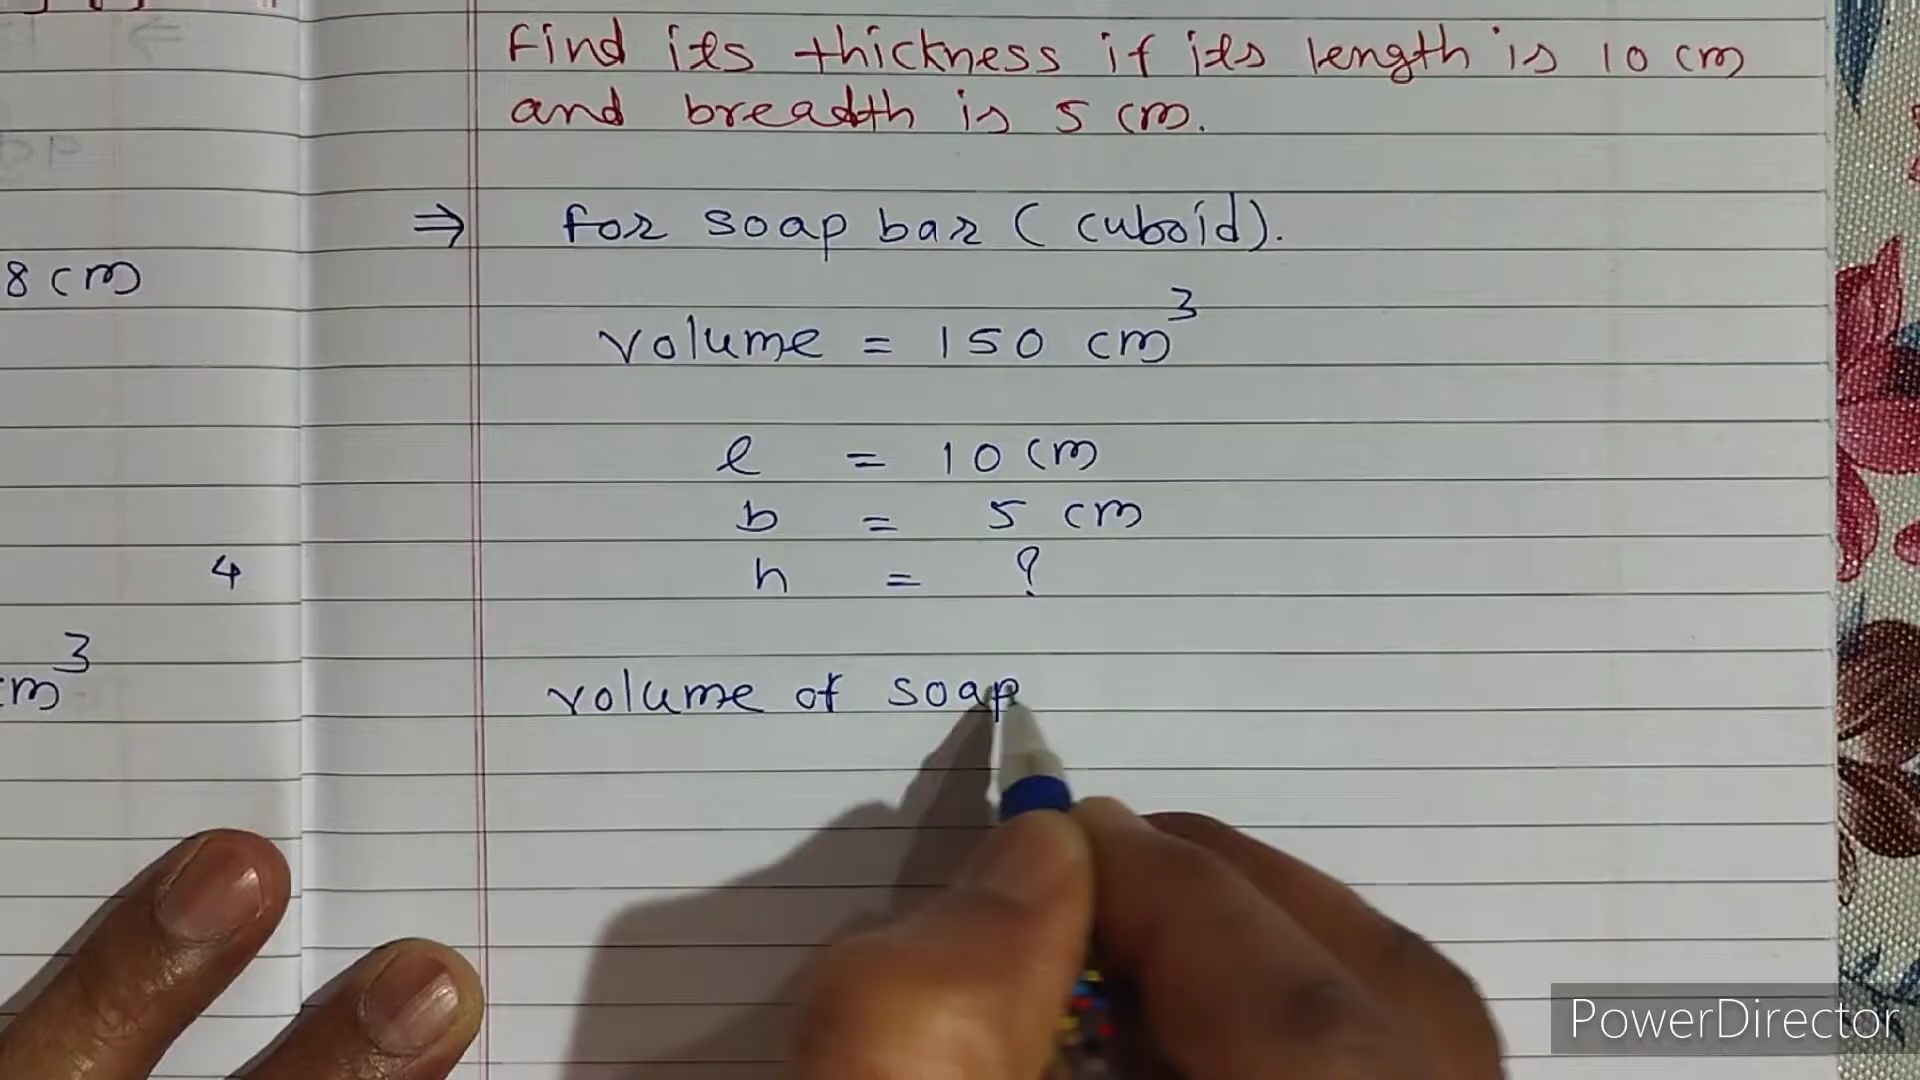 Find its thickness if its length is 10 cm
and breadth is 5 cm.
⇒ for soap bar (cuboid).
8 cm
volume = 150 cm³
l = 10 cm
b = 5 cm
4
h = ?
cm³
volume of soap
PowerDirector